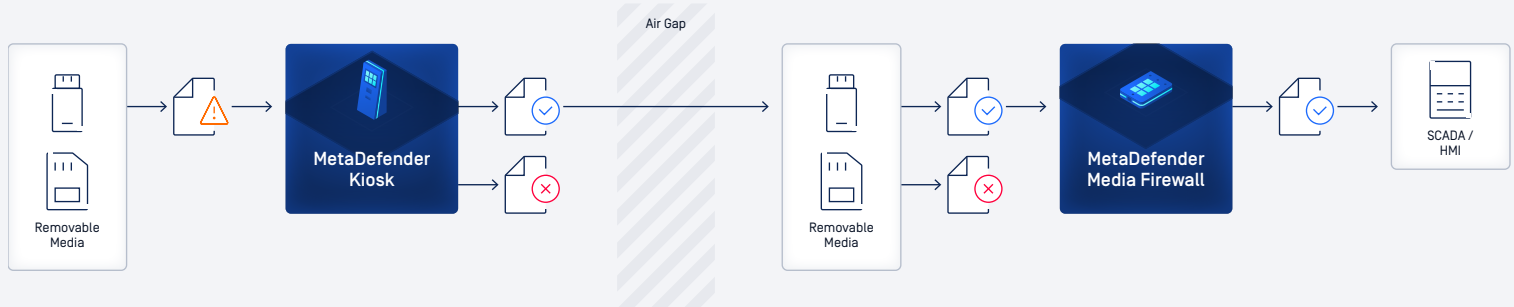 Air Gap
Removable
Media
MetaDefender
Kiosk
Removable
Media
MetaDefender
Media Firewall
SCADA /
HMI